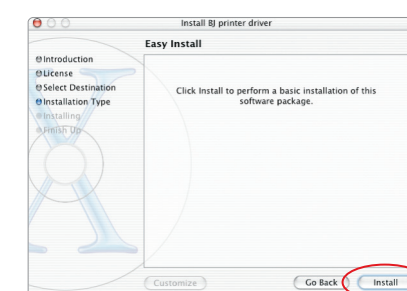 Install BJ printer driver
Easy Install
Introduction
License
Select Destination
Installation Type
Installing
Finish Up
Click Install to perform a basic installation of this
software package.
Customize
Go Back
Install